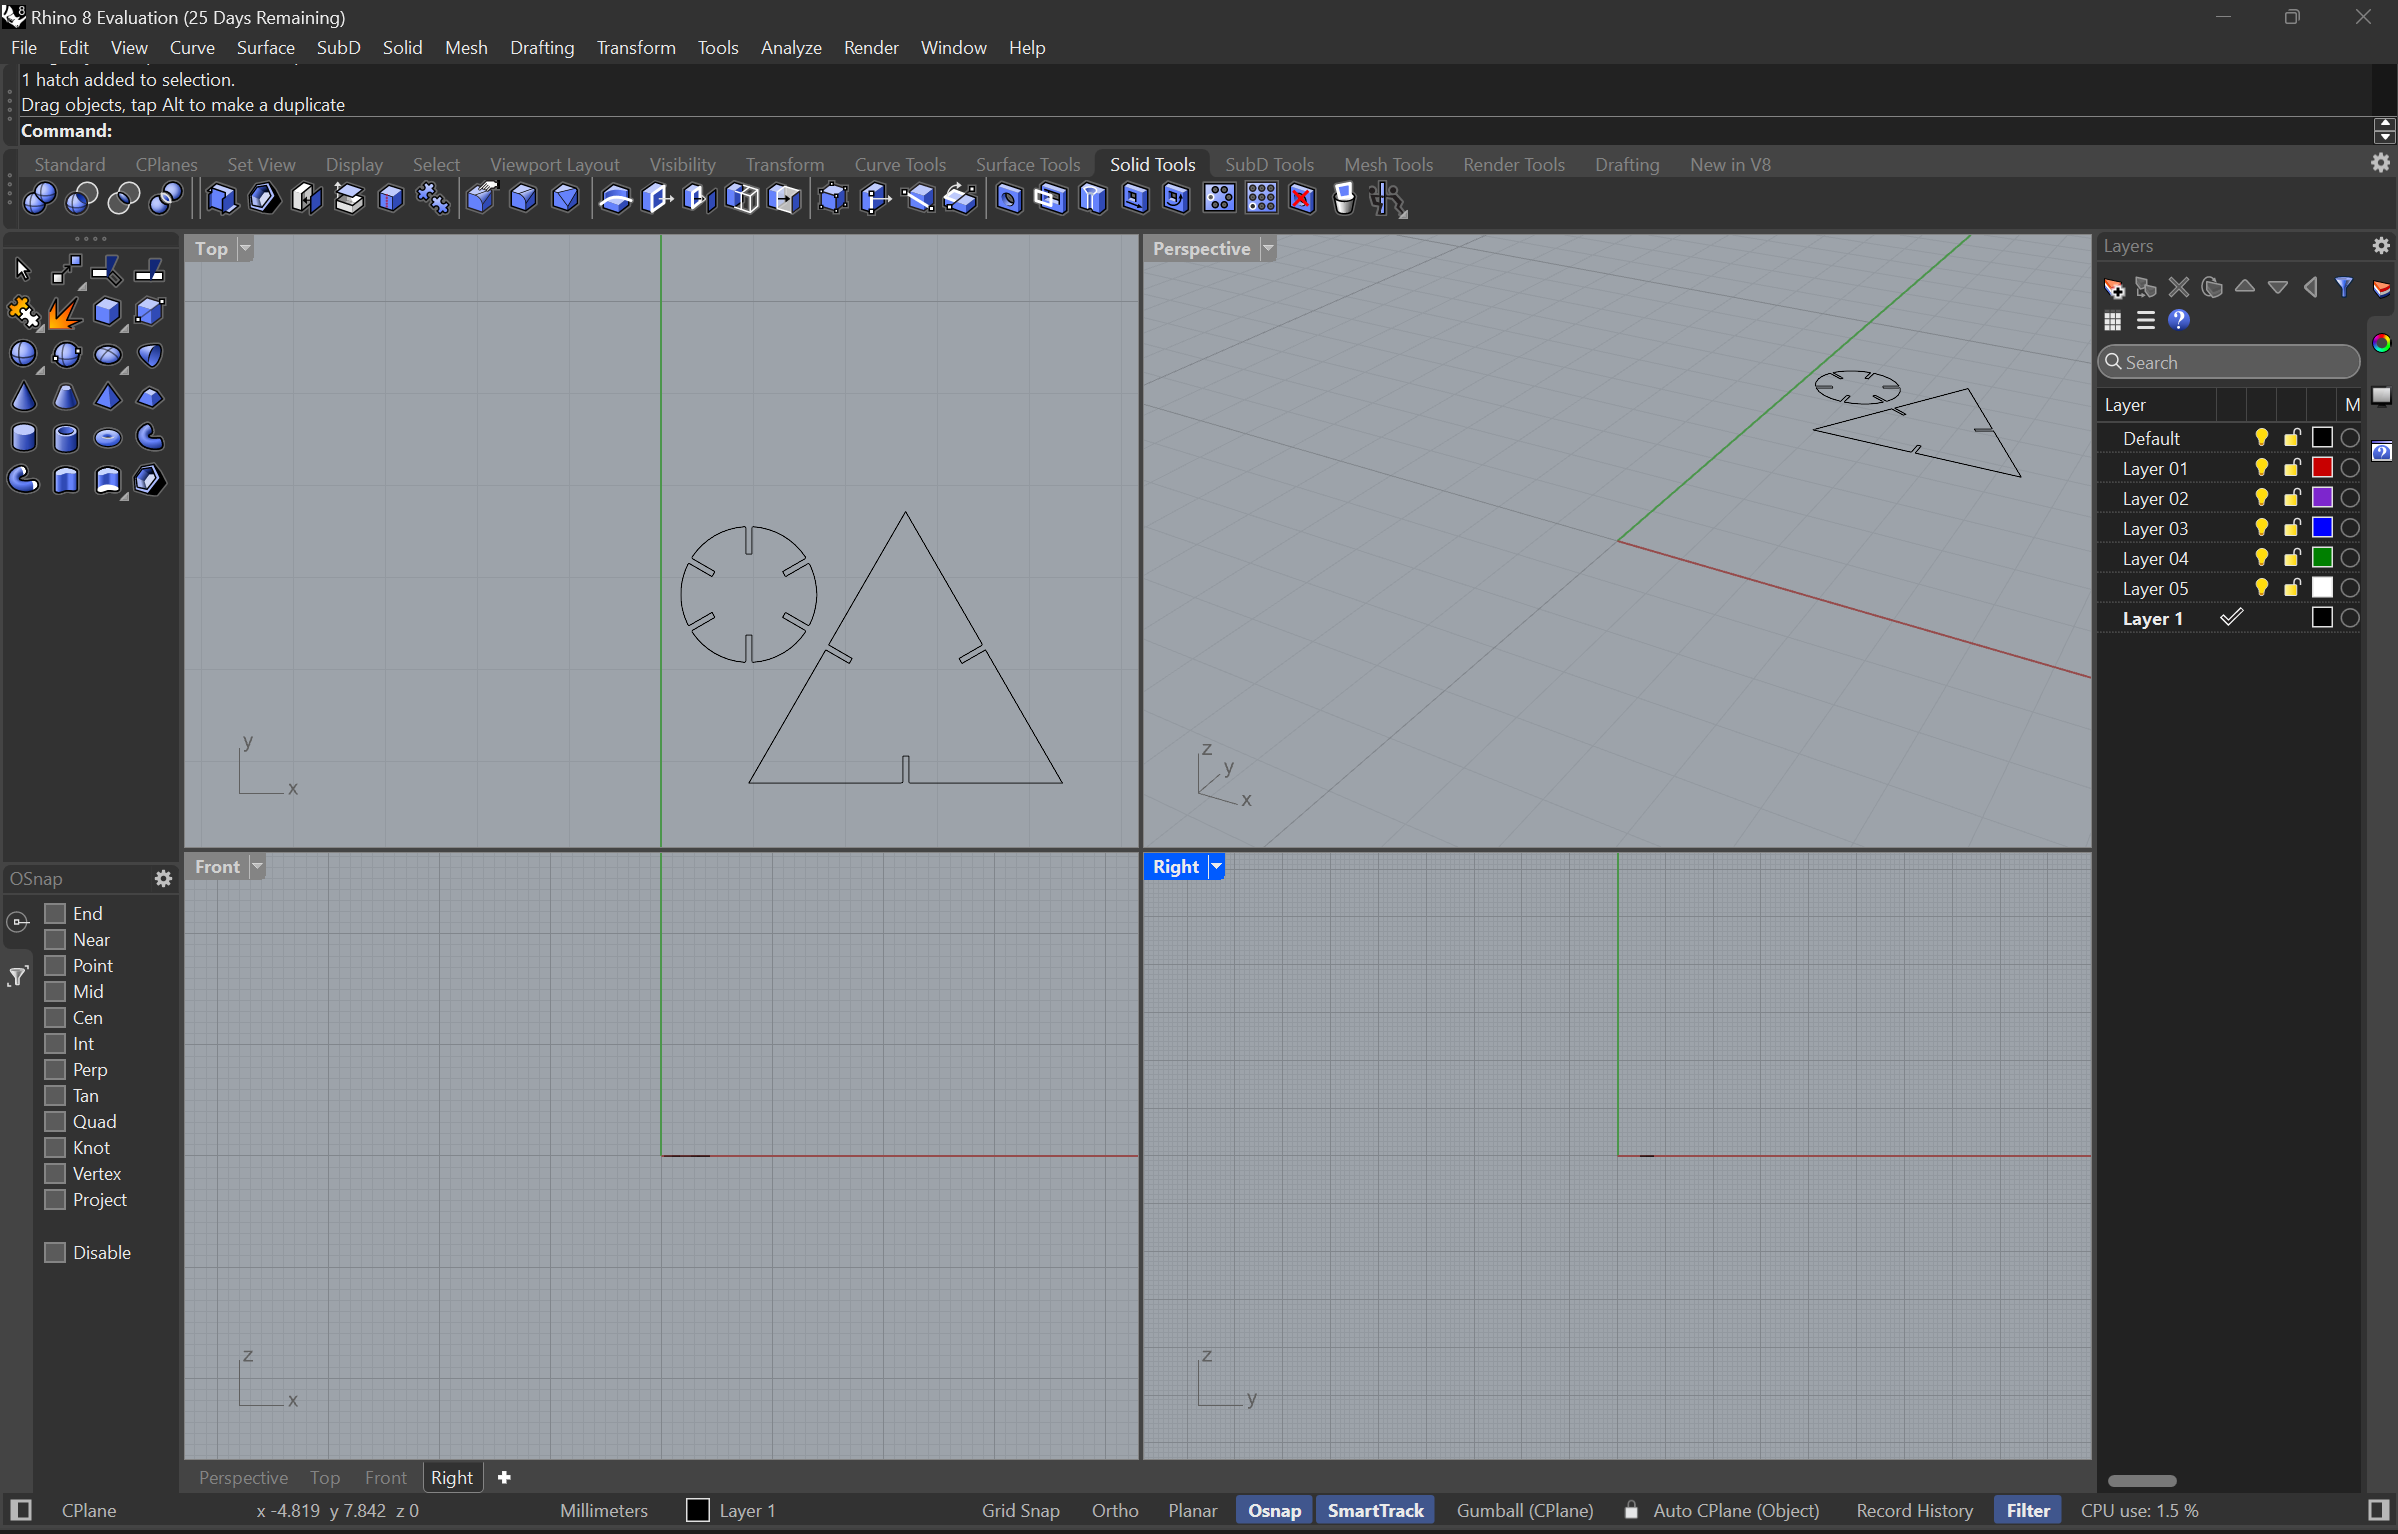 Rhino 8 Evaluation (25 Days Remaining)
File Edit View Curve Surface SubD Solid Mesh Drafting Transform Tools Analyze Render Window Help
1 hatch added to selection.
Drag objects, tap Alt to make a duplicate
Command:
Standard CPlanes Set View Display Select Viewport Layout Visibility Transform Curve Tools Surface Tools Solid Tools SubD Tools Mesh Tools Render Tools Drafting New in V8
Top
y
x
Perspective
z
y
x
Layers
Search
Layer M
Default
Layer 01
Layer 02
Layer 03
Layer 04
Layer 05
Layer 1
OSnap
End
Near
Point
Mid
Cen
Int
Perp
Tan
Quad
Knot
Vertex
Project
Disable
Front
z
x
Right
z
y
Perspective Top Front Right
CPlane x -4.819 y 7.842 z 0 Millimeters Layer 1 Grid Snap Ortho Planar Osnap SmartTrack Gumball (CPlane) Auto CPlane (Object) Record History Filter CPU use: 1.5 %